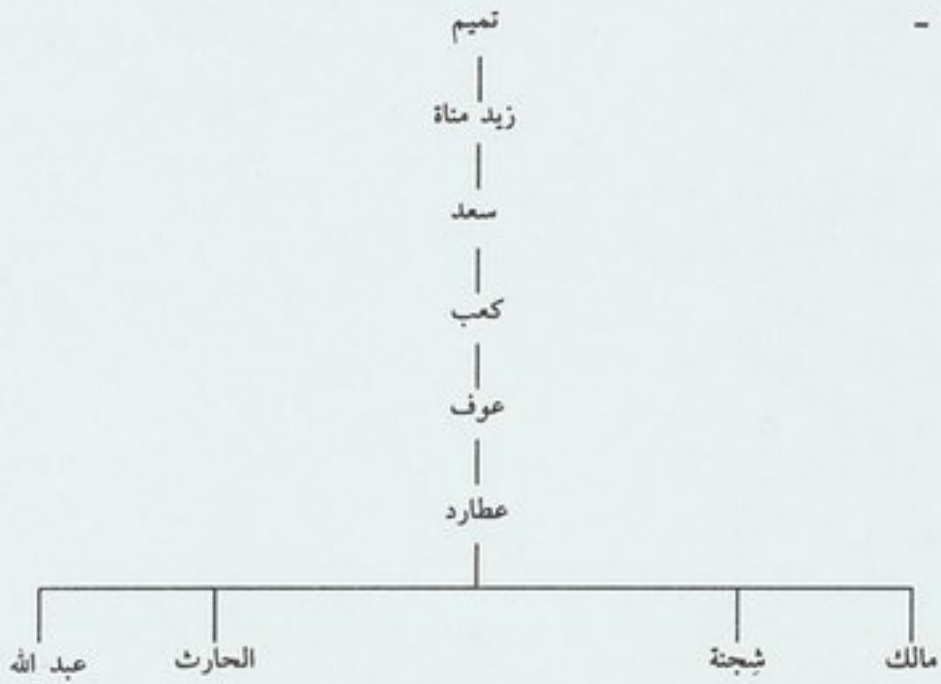 - تميم
زيد مناة
سعد
كعب
عوف
عطارد
مالك شِجنة الحارث عبد الله